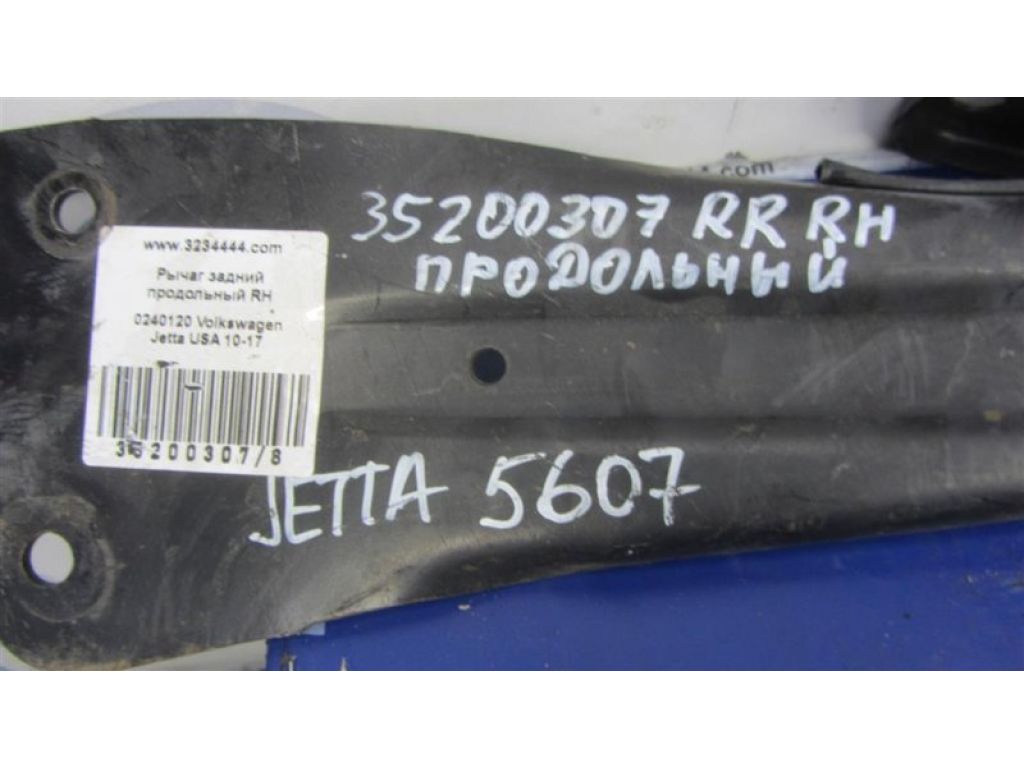 .com
35200307 RR RH
ПРОДОЛЬНЫЙ
www.3234444.com
Рычаг задний
продольный RH
0240120 Volkswagen
Jetta USA 10-17
35200307/8
JETTA 5607